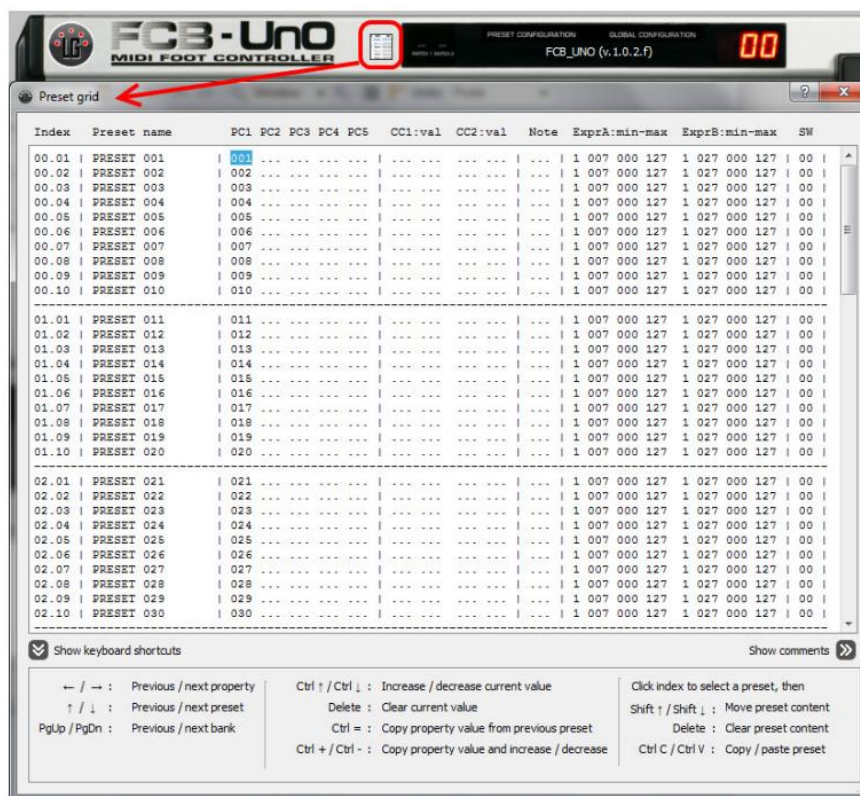 FCB-UnO
MIDI FOOT CONTROLLER
PRESET CONFIGURATION GLOBAL CONFIGURATION
FCB_UNO (v.1.0.2.f)
00
Preset grid
Index Preset name PC1 PC2 PC3 PC4 PC5 CC1:val CC2:val Note ExprA:min-max ExprB:min-max SW
00.01 | PRESET 001 | 001 ... ... ... ... | ... ... ... ... | ... | 1 007 000 127 1 027 000 127 | 00 |
00.02 | PRESET 002 | 002 ... ... ... ... | ... ... ... ... | ... | 1 007 000 127 1 027 000 127 | 00 |
00.03 | PRESET 003 | 003 ... ... ... ... | ... ... ... ... | ... | 1 007 000 127 1 027 000 127 | 00 |
00.04 | PRESET 004 | 004 ... ... ... ... | ... ... ... ... | ... | 1 007 000 127 1 027 000 127 | 00 |
00.05 | PRESET 005 | 005 ... ... ... ... | ... ... ... ... | ... | 1 007 000 127 1 027 000 127 | 00 |
00.06 | PRESET 006 | 006 ... ... ... ... | ... ... ... ... | ... | 1 007 000 127 1 027 000 127 | 00 |
00.07 | PRESET 007 | 007 ... ... ... ... | ... ... ... ... | ... | 1 007 000 127 1 027 000 127 | 00 |
00.08 | PRESET 008 | 008 ... ... ... ... | ... ... ... ... | ... | 1 007 000 127 1 027 000 127 | 00 |
00.09 | PRESET 009 | 009 ... ... ... ... | ... ... ... ... | ... | 1 007 000 127 1 027 000 127 | 00 |
00.10 | PRESET 010 | 010 ... ... ... ... | ... ... ... ... | ... | 1 007 000 127 1 027 000 127 | 00 |
01.01 | PRESET 011 | 011 ... ... ... ... | ... ... ... ... | ... | 1 007 000 127 1 027 000 127 | 00 |
01.02 | PRESET 012 | 012 ... ... ... ... | ... ... ... ... | ... | 1 007 000 127 1 027 000 127 | 00 |
01.03 | PRESET 013 | 013 ... ... ... ... | ... ... ... ... | ... | 1 007 000 127 1 027 000 127 | 00 |
01.04 | PRESET 014 | 014 ... ... ... ... | ... ... ... ... | ... | 1 007 000 127 1 027 000 127 | 00 |
01.05 | PRESET 015 | 015 ... ... ... ... | ... ... ... ... | ... | 1 007 000 127 1 027 000 127 | 00 |
01.06 | PRESET 016 | 016 ... ... ... ... | ... ... ... ... | ... | 1 007 000 127 1 027 000 127 | 00 |
01.07 | PRESET 017 | 017 ... ... ... ... | ... ... ... ... | ... | 1 007 000 127 1 027 000 127 | 00 |
01.08 | PRESET 018 | 018 ... ... ... ... | ... ... ... ... | ... | 1 007 000 127 1 027 000 127 | 00 |
01.09 | PRESET 019 | 019 ... ... ... ... | ... ... ... ... | ... | 1 007 000 127 1 027 000 127 | 00 |
01.10 | PRESET 020 | 020 ... ... ... ... | ... ... ... ... | ... | 1 007 000 127 1 027 000 127 | 00 |
02.01 | PRESET 021 | 021 ... ... ... ... | ... ... ... ... | ... | 1 007 000 127 1 027 000 127 | 00 |
02.02 | PRESET 022 | 022 ... ... ... ... | ... ... ... ... | ... | 1 007 000 127 1 027 000 127 | 00 |
02.03 | PRESET 023 | 023 ... ... ... ... | ... ... ... ... | ... | 1 007 000 127 1 027 000 127 | 00 |
02.04 | PRESET 024 | 024 ... ... ... ... | ... ... ... ... | ... | 1 007 000 127 1 027 000 127 | 00 |
02.05 | PRESET 025 | 025 ... ... ... ... | ... ... ... ... | ... | 1 007 000 127 1 027 000 127 | 00 |
02.06 | PRESET 026 | 026 ... ... ... ... | ... ... ... ... | ... | 1 007 000 127 1 027 000 127 | 00 |
02.07 | PRESET 027 | 027 ... ... ... ... | ... ... ... ... | ... | 1 007 000 127 1 027 000 127 | 00 |
02.08 | PRESET 028 | 028 ... ... ... ... | ... ... ... ... | ... | 1 007 000 127 1 027 000 127 | 00 |
02.09 | PRESET 029 | 029 ... ... ... ... | ... ... ... ... | ... | 1 007 000 127 1 027 000 127 | 00 |
02.10 | PRESET 030 | 030 ... ... ... ... | ... ... ... ... | ... | 1 007 000 127 1 027 000 127 | 00 |
Show keyboard shortcuts Show comments
← / → : Previous / next property Ctrl ↑ / Ctrl ↓ : Increase / decrease current value Click index to select a preset, then
↑ / ↓ : Previous / next preset Delete : Clear current value Shift ↑ / Shift ↓ : Move preset content
PgUp / PgDn : Previous / next bank Ctrl = : Copy property value from previous preset Delete : Clear preset content
Ctrl + / Ctrl - : Copy property value and increase / decrease Ctrl C / Ctrl V : Copy / paste preset